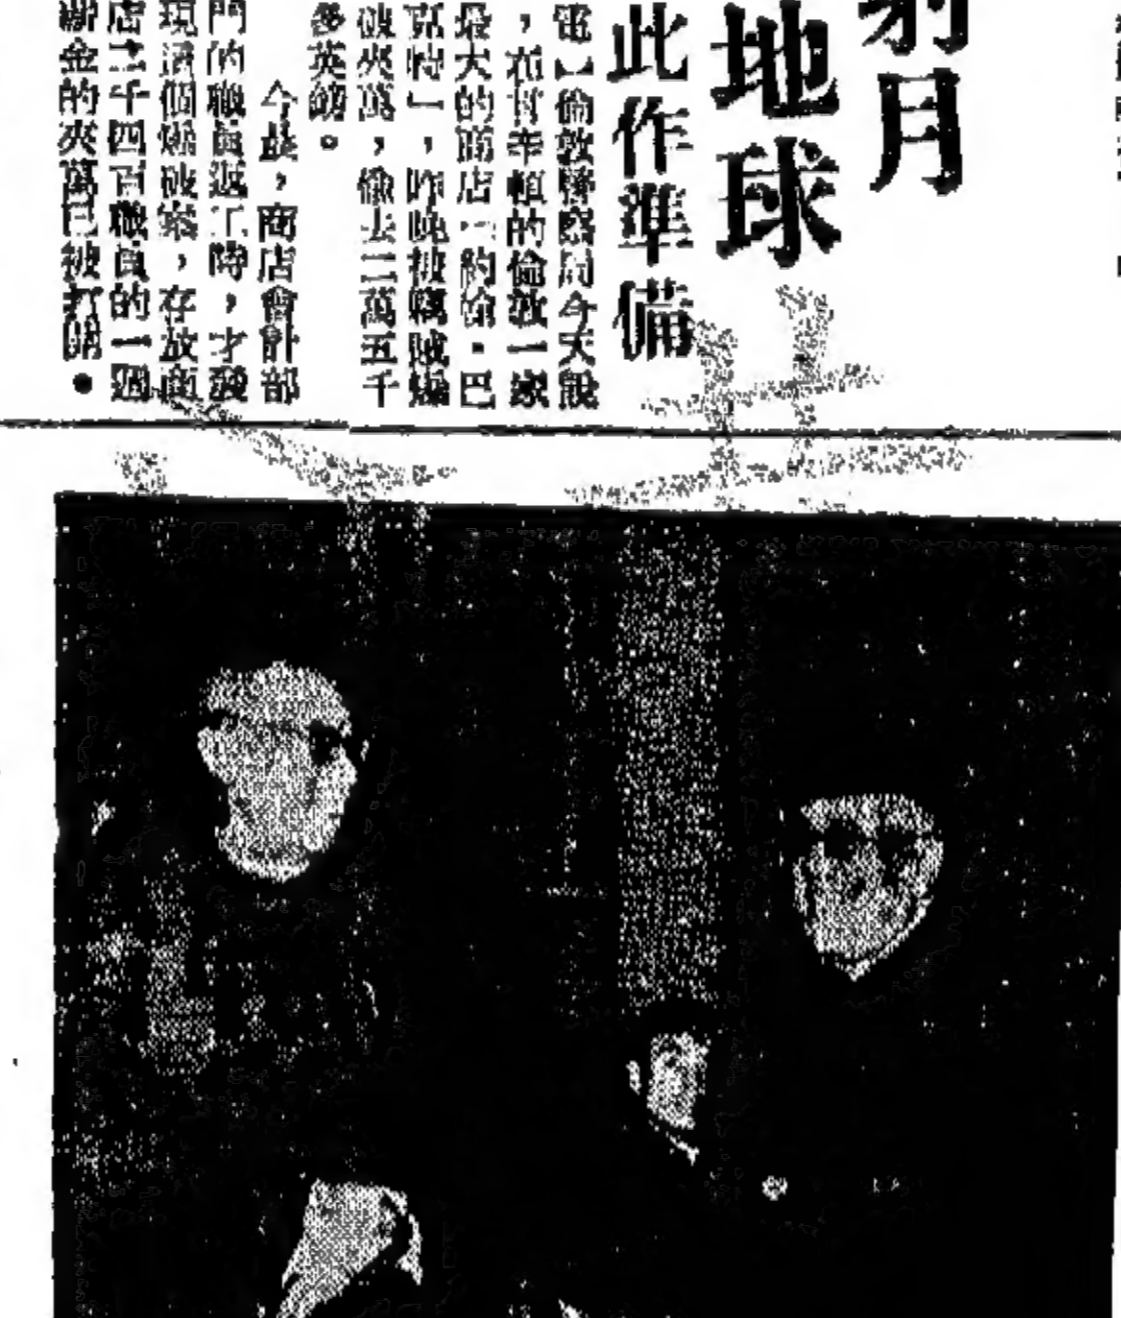 射月
地球
此作準備
電】倫敦警察局今天說
，在甘辛頓的倫敦一家
最大的商店「約翰·巴
克特」，昨晚被竊賊爆
破夾萬，偷去二萬五千
多英鎊。
今晨，商店會計部
門的職員返工時，才發
現這個爆破案，存放商
店二千四百職員的一週
薪金的夾萬已被打開。